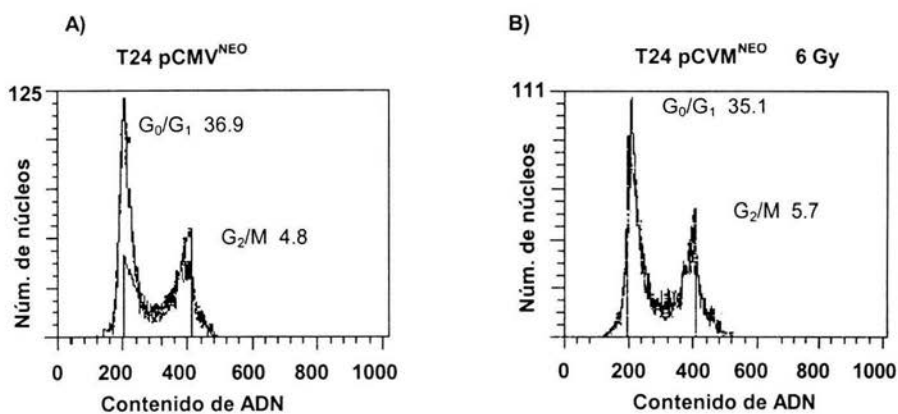 A)
T24 pCMV^NEO
125
G₀/G₁ 36.9
G₂/M 4.8
Núm. de núcleos
0 200 400 600 800 1000
Contenido de ADN
B)
T24 pCVM^NEO 6 Gy
111
G₀/G₁ 35.1
G₂/M 5.7
Núm. de núcleos
0 200 400 600 800 1000
Contenido de ADN